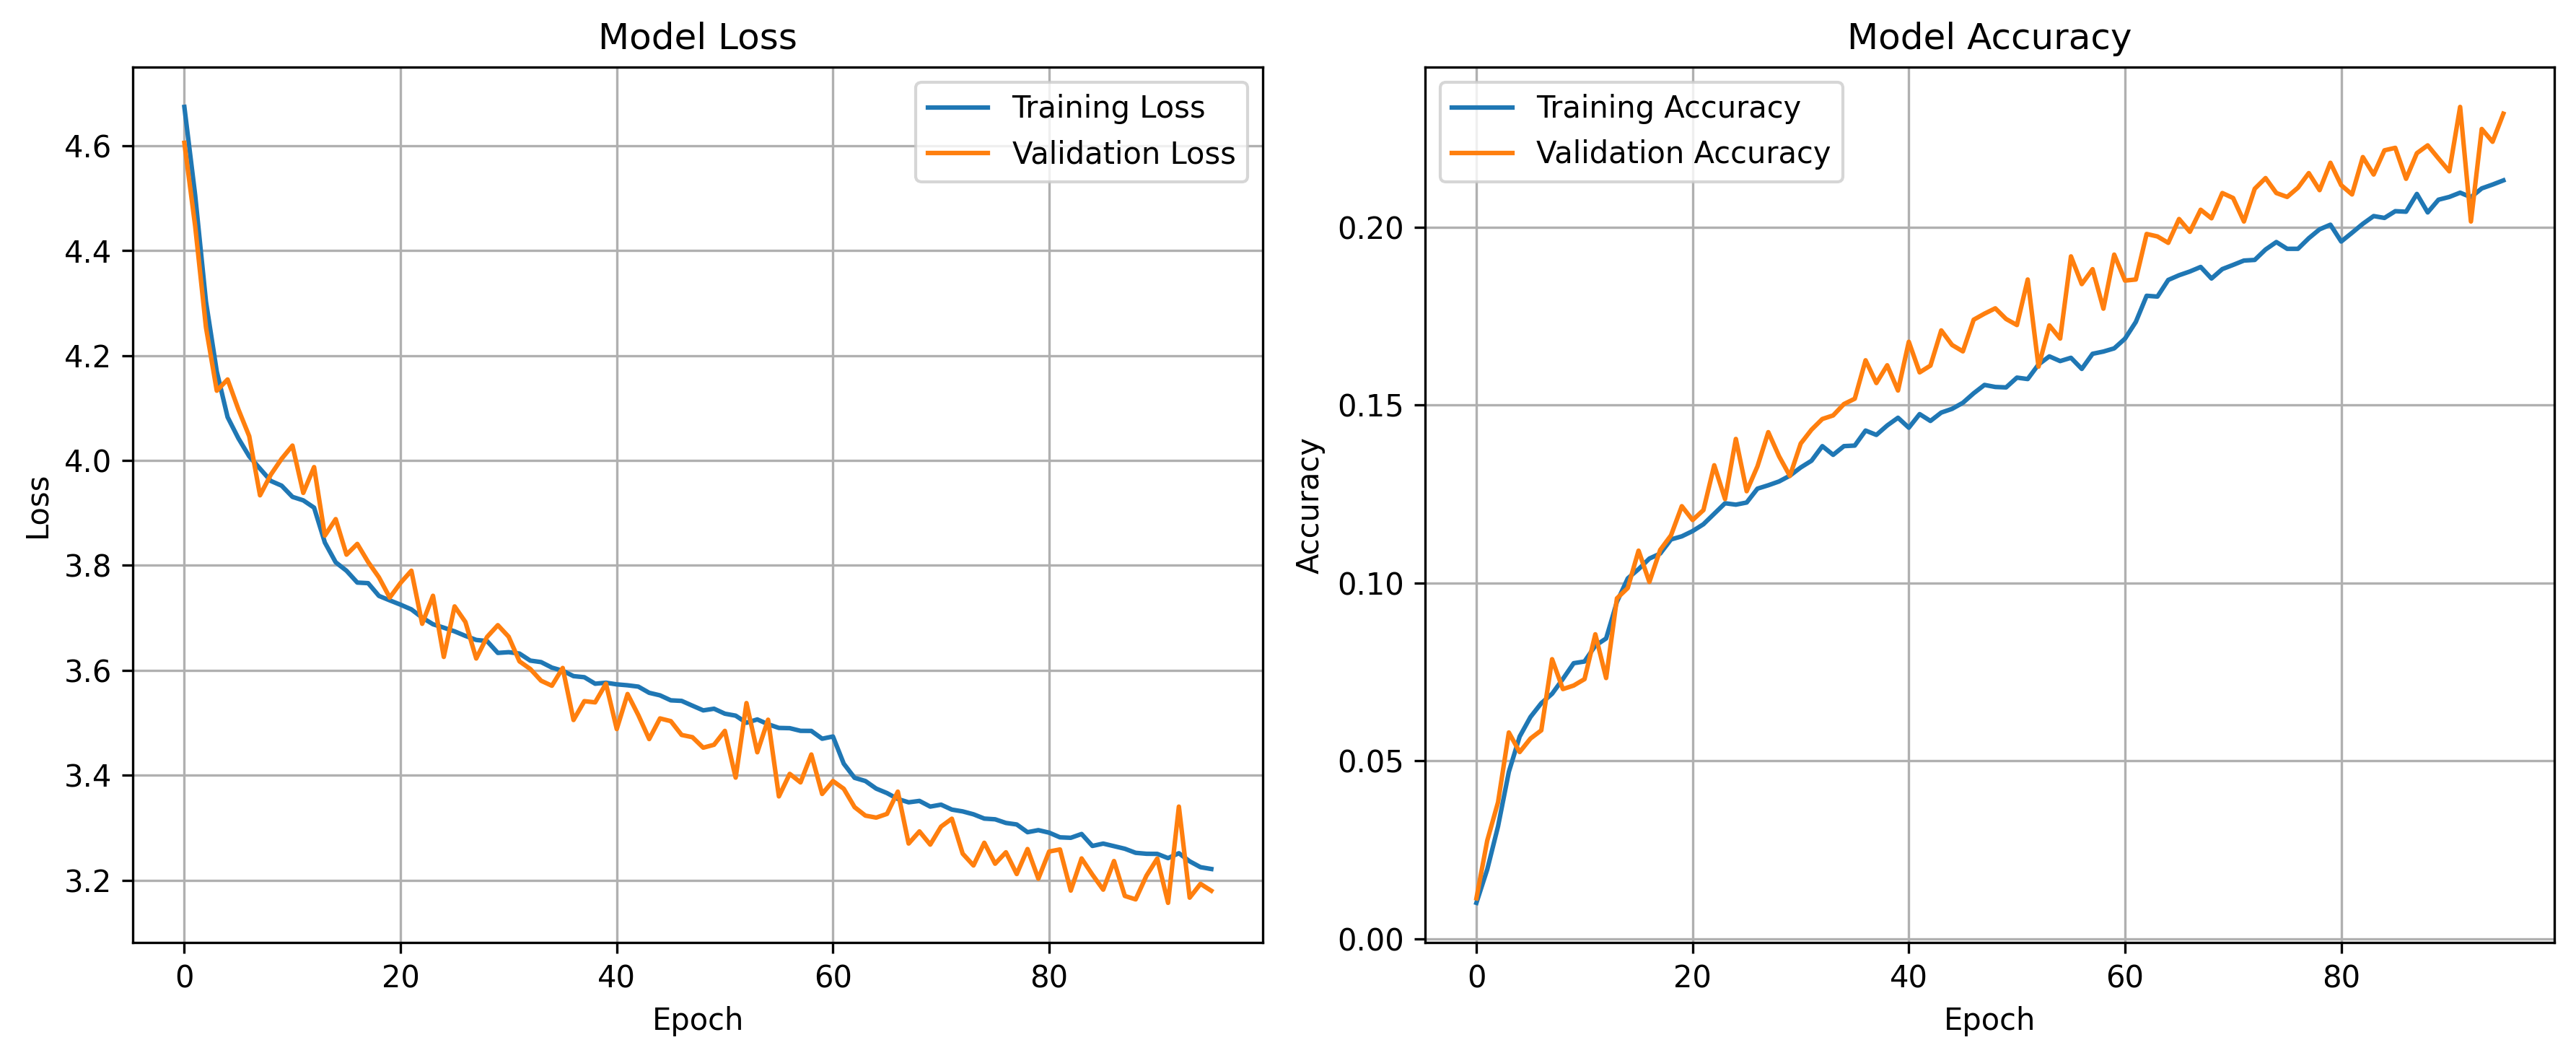 Model Loss
Training Loss
Validation Loss
4.6
4.4
4.2
4.0
3.8
3.6
3.4
3.2
Loss
0
20
40
60
80
Epoch
Model Accuracy
Training Accuracy
Validation Accuracy
0.20
0.15
0.10
0.05
0.00
Accuracy
0
20
40
60
80
Epoch